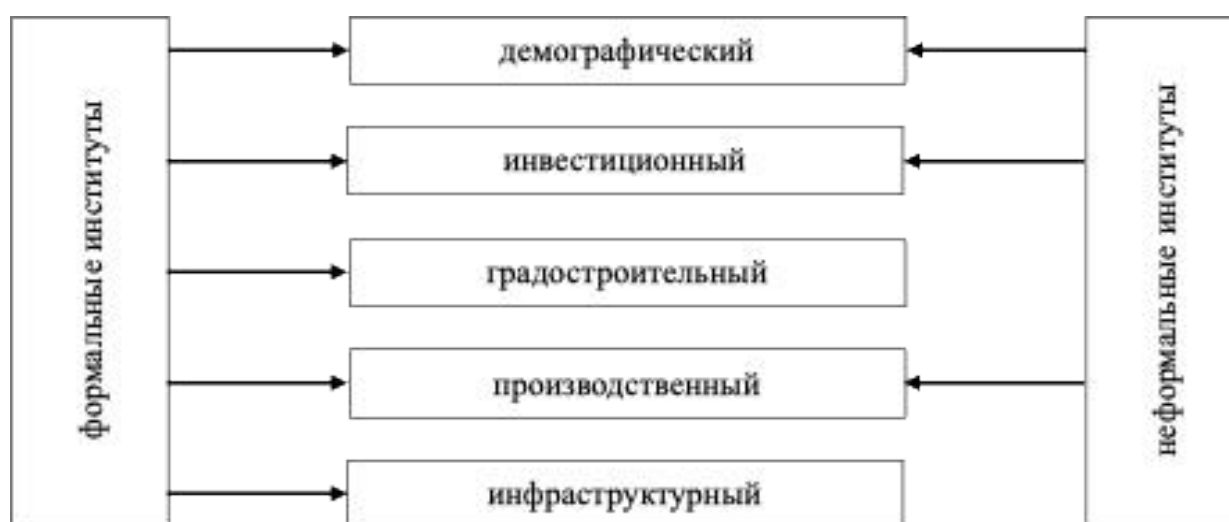 формальные институты
демографический
инвестиционный
градостроительный
производственный
инфраструктурный
неформальные институты